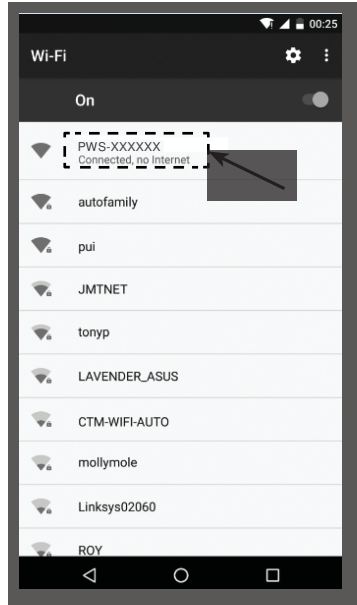 00:25
Wi-Fi
On
PWS-XXXXXX
Connected, no Internet
autofamily
pui
JMTNET
tonyp
LAVENDER_ASUS
CTM-WIFI-AUTO
mollymole
Linksys02060
ROY